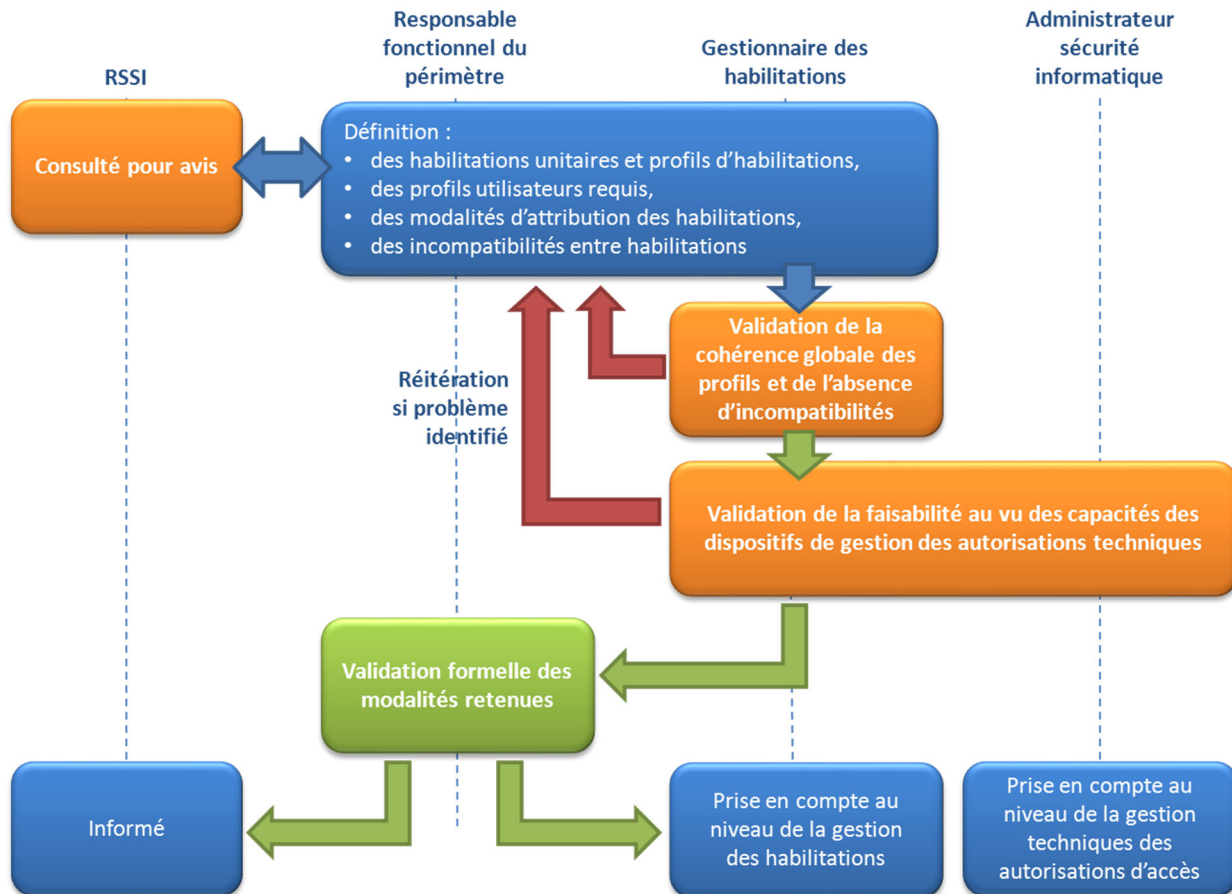 RSSI
Responsable
fonctionnel du
périmètre
Gestionnaire des
habilitations
Administrateur
sécurité
informatique
Consulté pour avis
Définition :
• des habilitations unitaires et profils d'habilitations,
• des profils utilisateurs requis,
• des modalités d'attribution des habilitations,
• des incompatibilités entre habilitations
Validation de la
cohérence globale des
profils et de l'absence
d'incompatibilités
Réitération
si problème
identifié
Validation de la faisabilité au vu des capacités des
dispositifs de gestion des autorisations techniques
Validation formelle des
modalités retenues
Informé
Prise en compte au
niveau de la gestion
des habilitations
Prise en compte au
niveau de la gestion
techniques des
autorisations d'accès